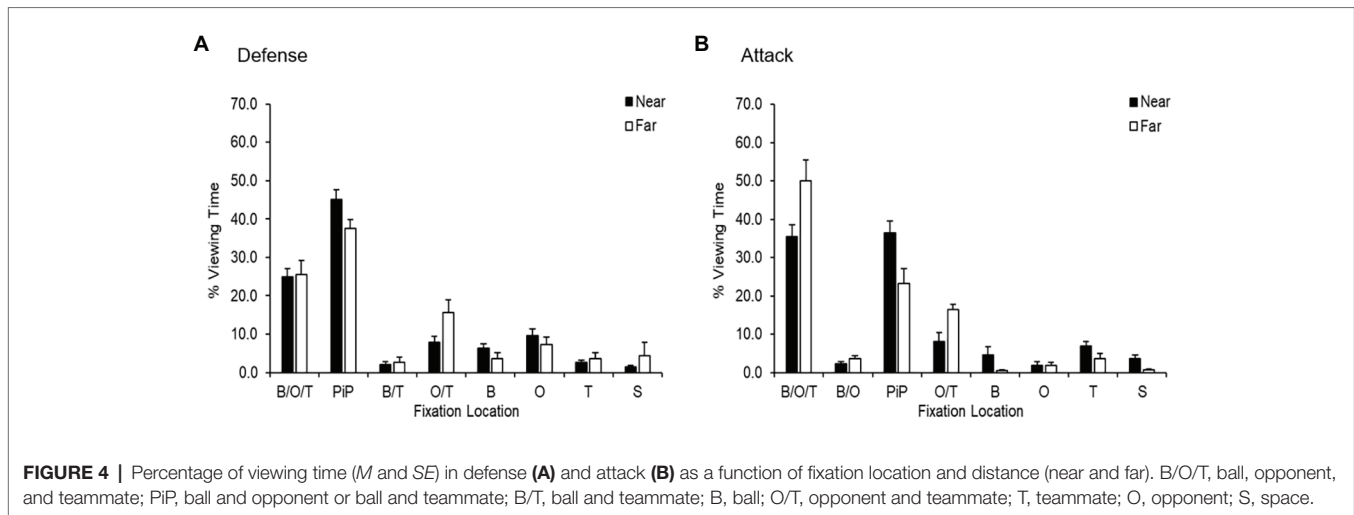 A
Defense
70.0
60.0
50.0
40.0
30.0
20.0
10.0
0.0
% Viewing Time
Near
Far
B/O/T PiP B/T O/T B O T S
Fixation Location
B
Attack
70.0
60.0
50.0
40.0
30.0
20.0
10.0
0.0
% Viewing Time
Near
Far
B/O/T B/O PiP O/T B O T S
Fixation Location
FIGURE 4 | Percentage of viewing time (M and SE) in defense (A) and attack (B) as a function of fixation location and distance (near and far). B/O/T, ball, opponent,
and teammate; PiP, ball and opponent or ball and teammate; B/T, ball and teammate; B, ball; O/T, opponent and teammate; T, teammate; O, opponent; S, space.